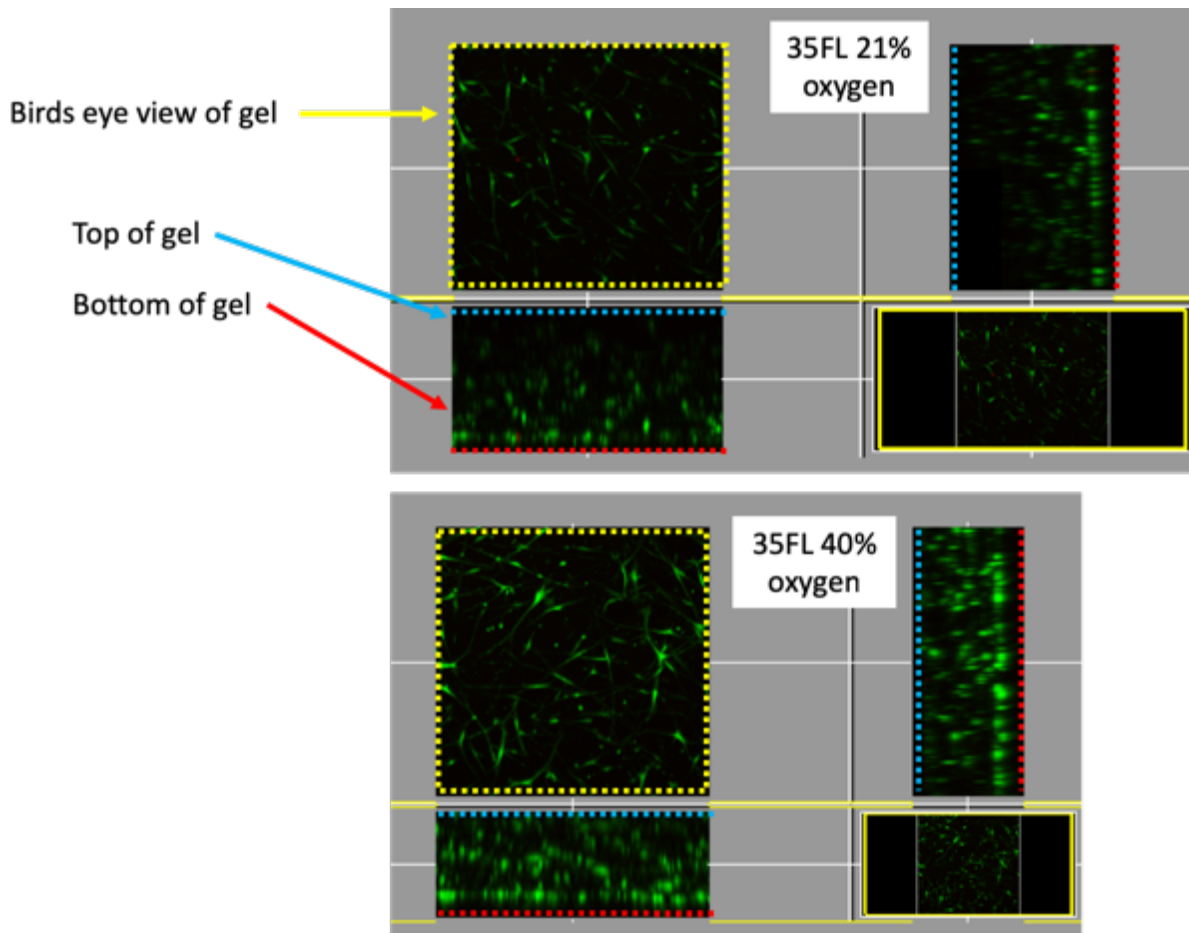 35FL 21%
oxygen
Birds eye view of gel
Top of gel
Bottom of gel
35FL 40%
oxygen